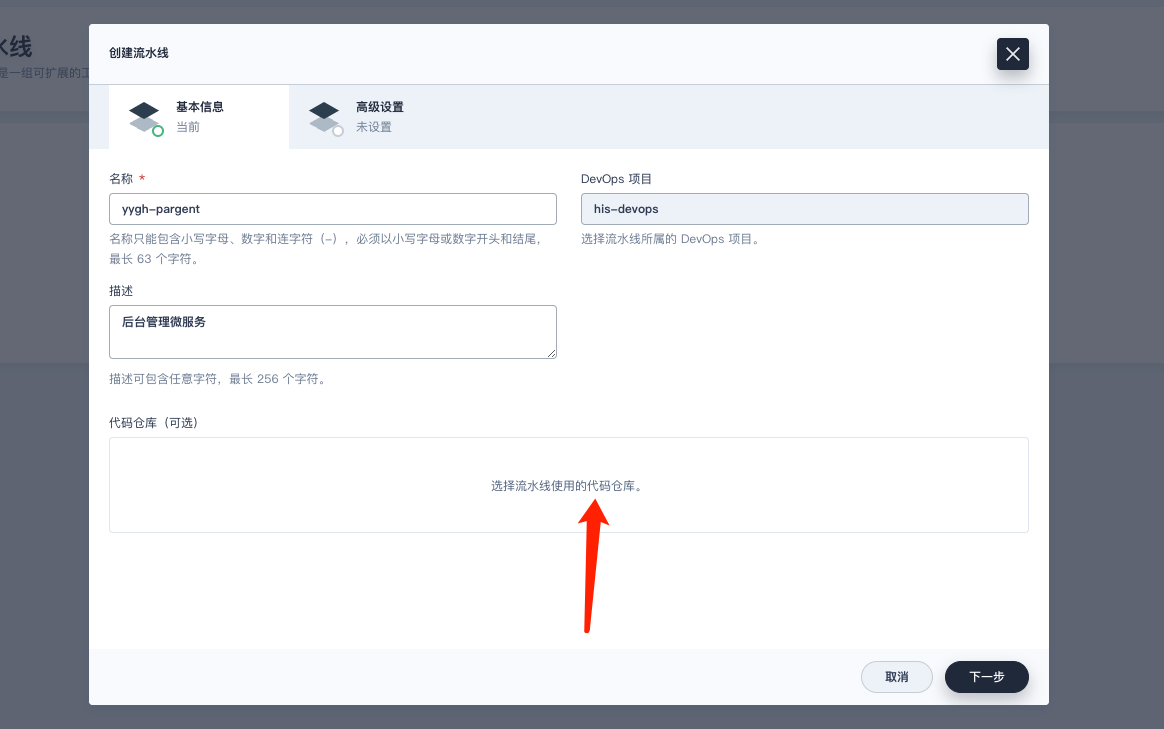 水线
是一组可扩展的工
创建流水线
基本信息
当前
高级设置
未设置
名称 *
DevOps 项目
yygh-pargent
his-devops
名称只能包含小写字母、数字和连字符（-），必须以小写字母或数字开头和结尾，
最长 63 个字符。
选择流水线所属的 DevOps 项目。
描述
后台管理微服务
描述可包含任意字符，最长 256 个字符。
代码仓库（可选）
选择流水线使用的代码仓库。
取消
下一步